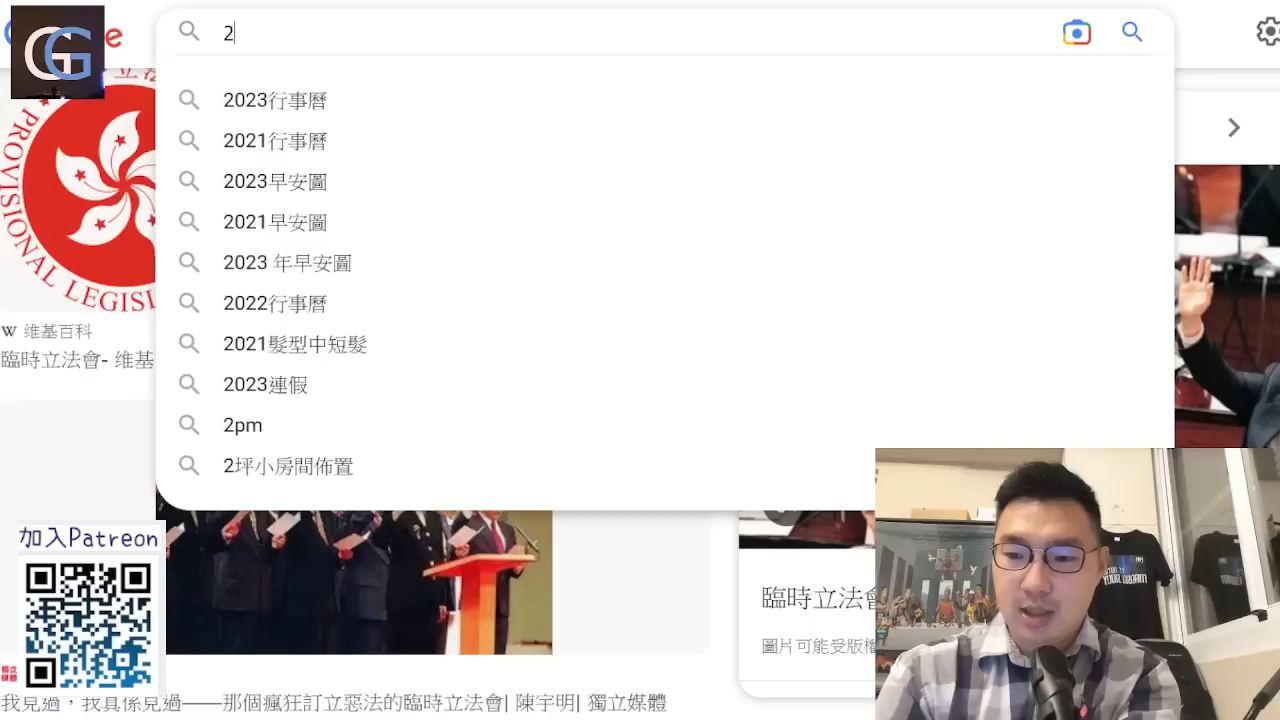 GG
e
2
2023行事曆
2021行事曆
2023早安圖
2021早安圖
2023 年早安圖
2022行事曆
2021髮型中短髮
2023連假
2pm
2坪小房間佈置
PROVISIONAL LEGIS
W 维基百科
臨時立法會- 维基
加入Patreon
臨時立法會
圖片可能受版權
獨立媒體
我見過，我真係見過——那個瘋狂訂立惡法的臨時立法會| 陳宇明| 獨立媒體